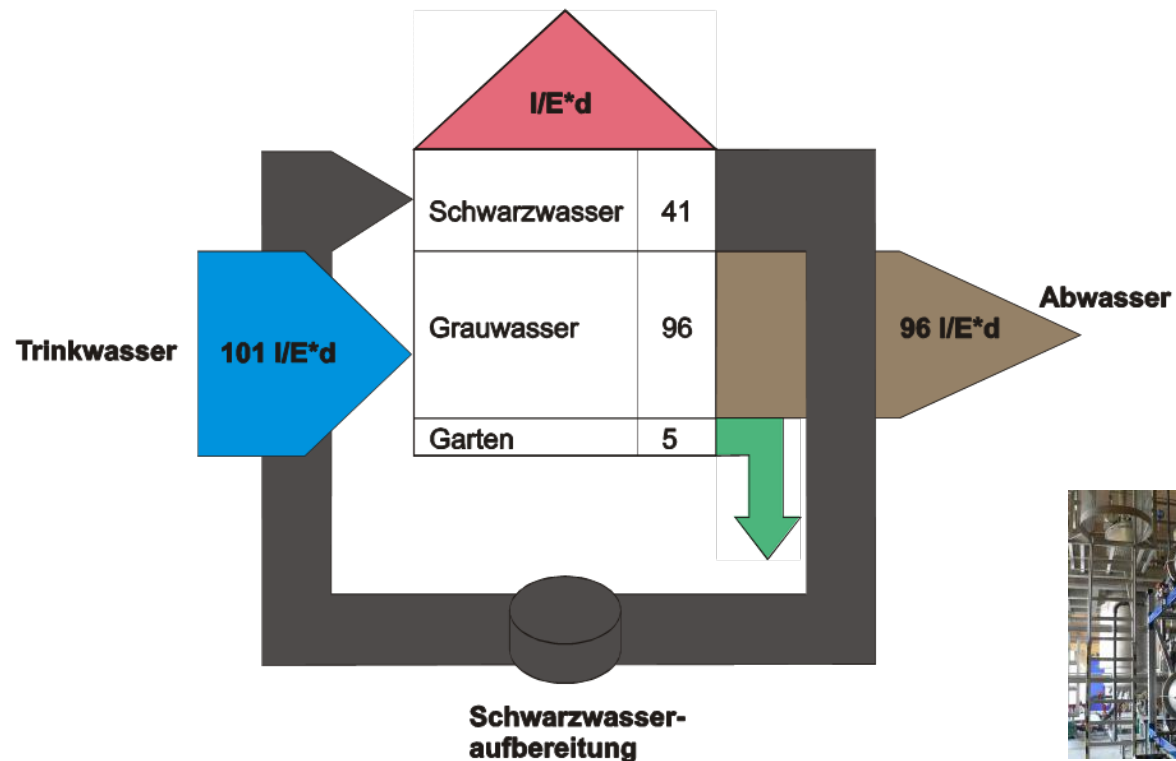 l/E*d
Schwarzwasser 41
Trinkwasser 101 l/E*d
Grauwasser 96
96 l/E*d Abwasser
Garten 5
Schwarzwasser-
aufbereitung